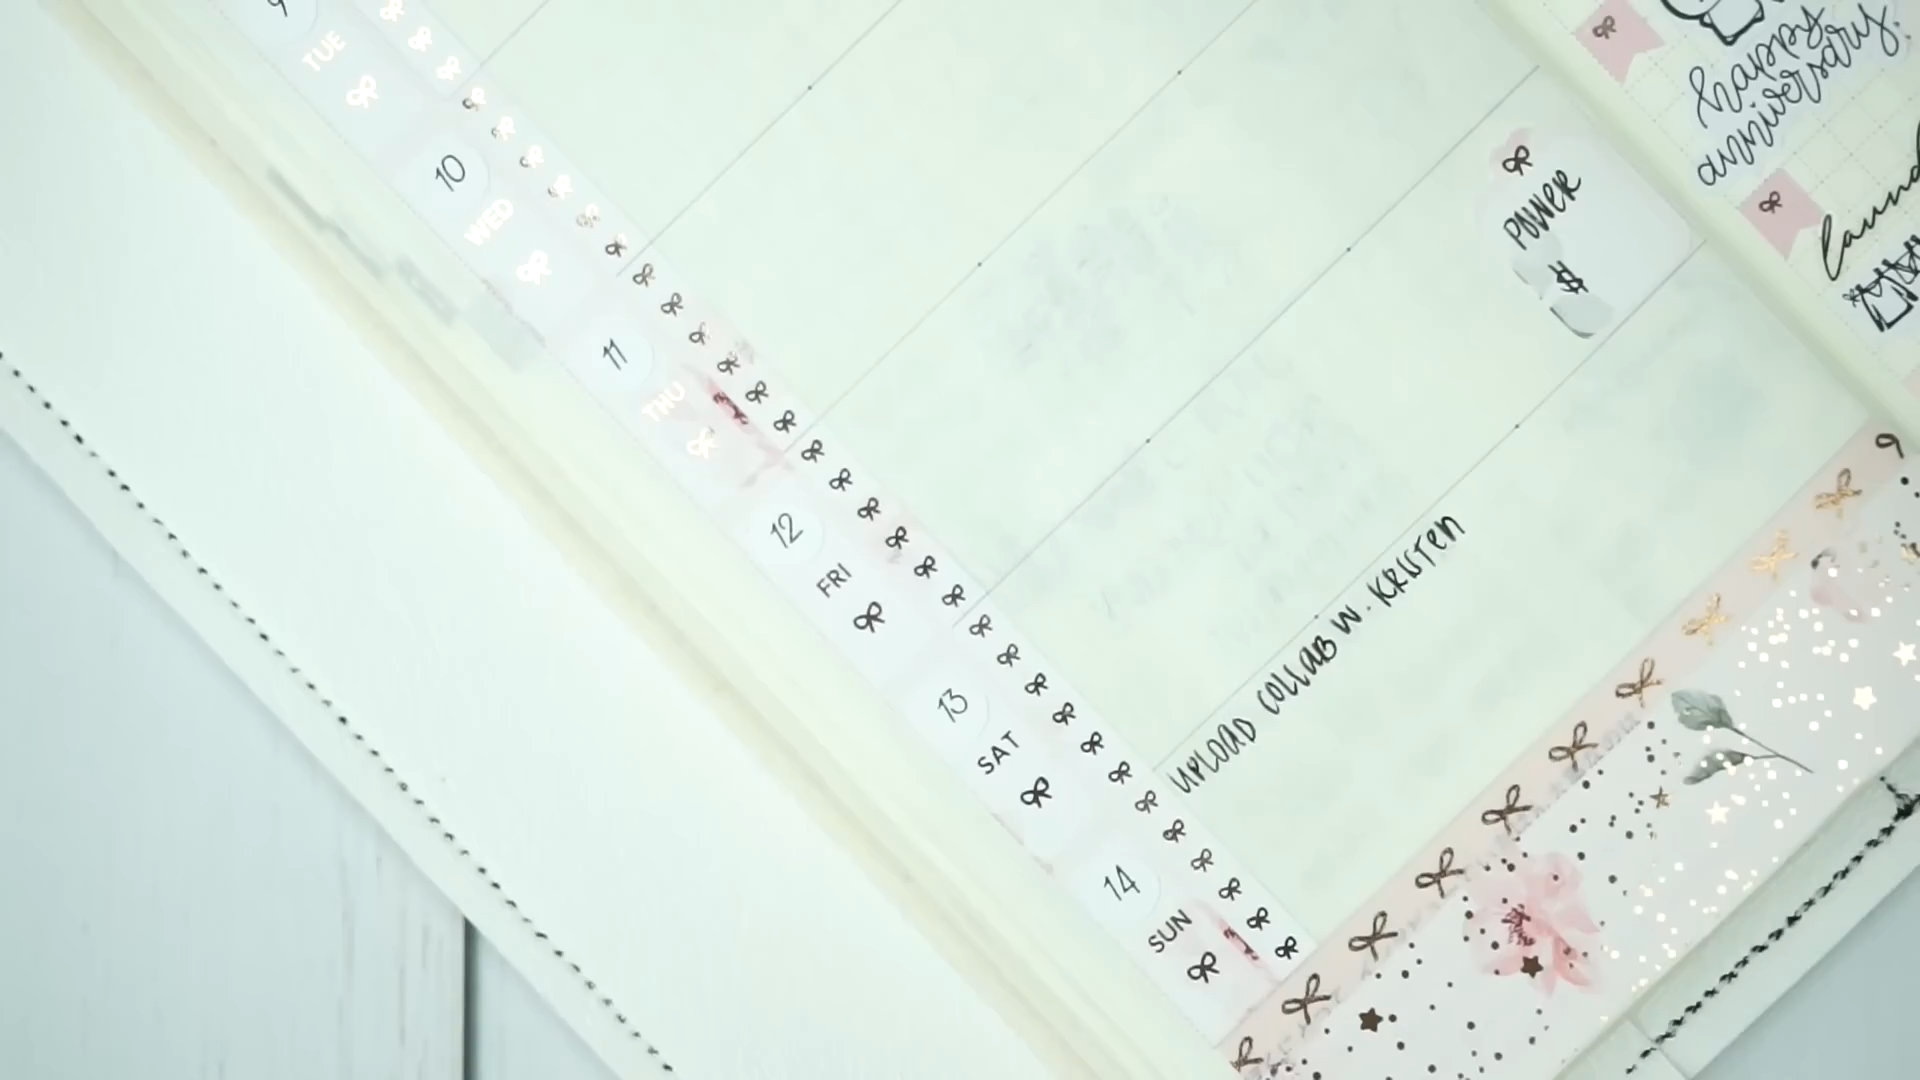 TUE
10
WED
11
THU
12
FRI
13
SAT
14
SUN
POWER
$
UPLOAD COLLAB W. KRISTEN
happy
anniversary.